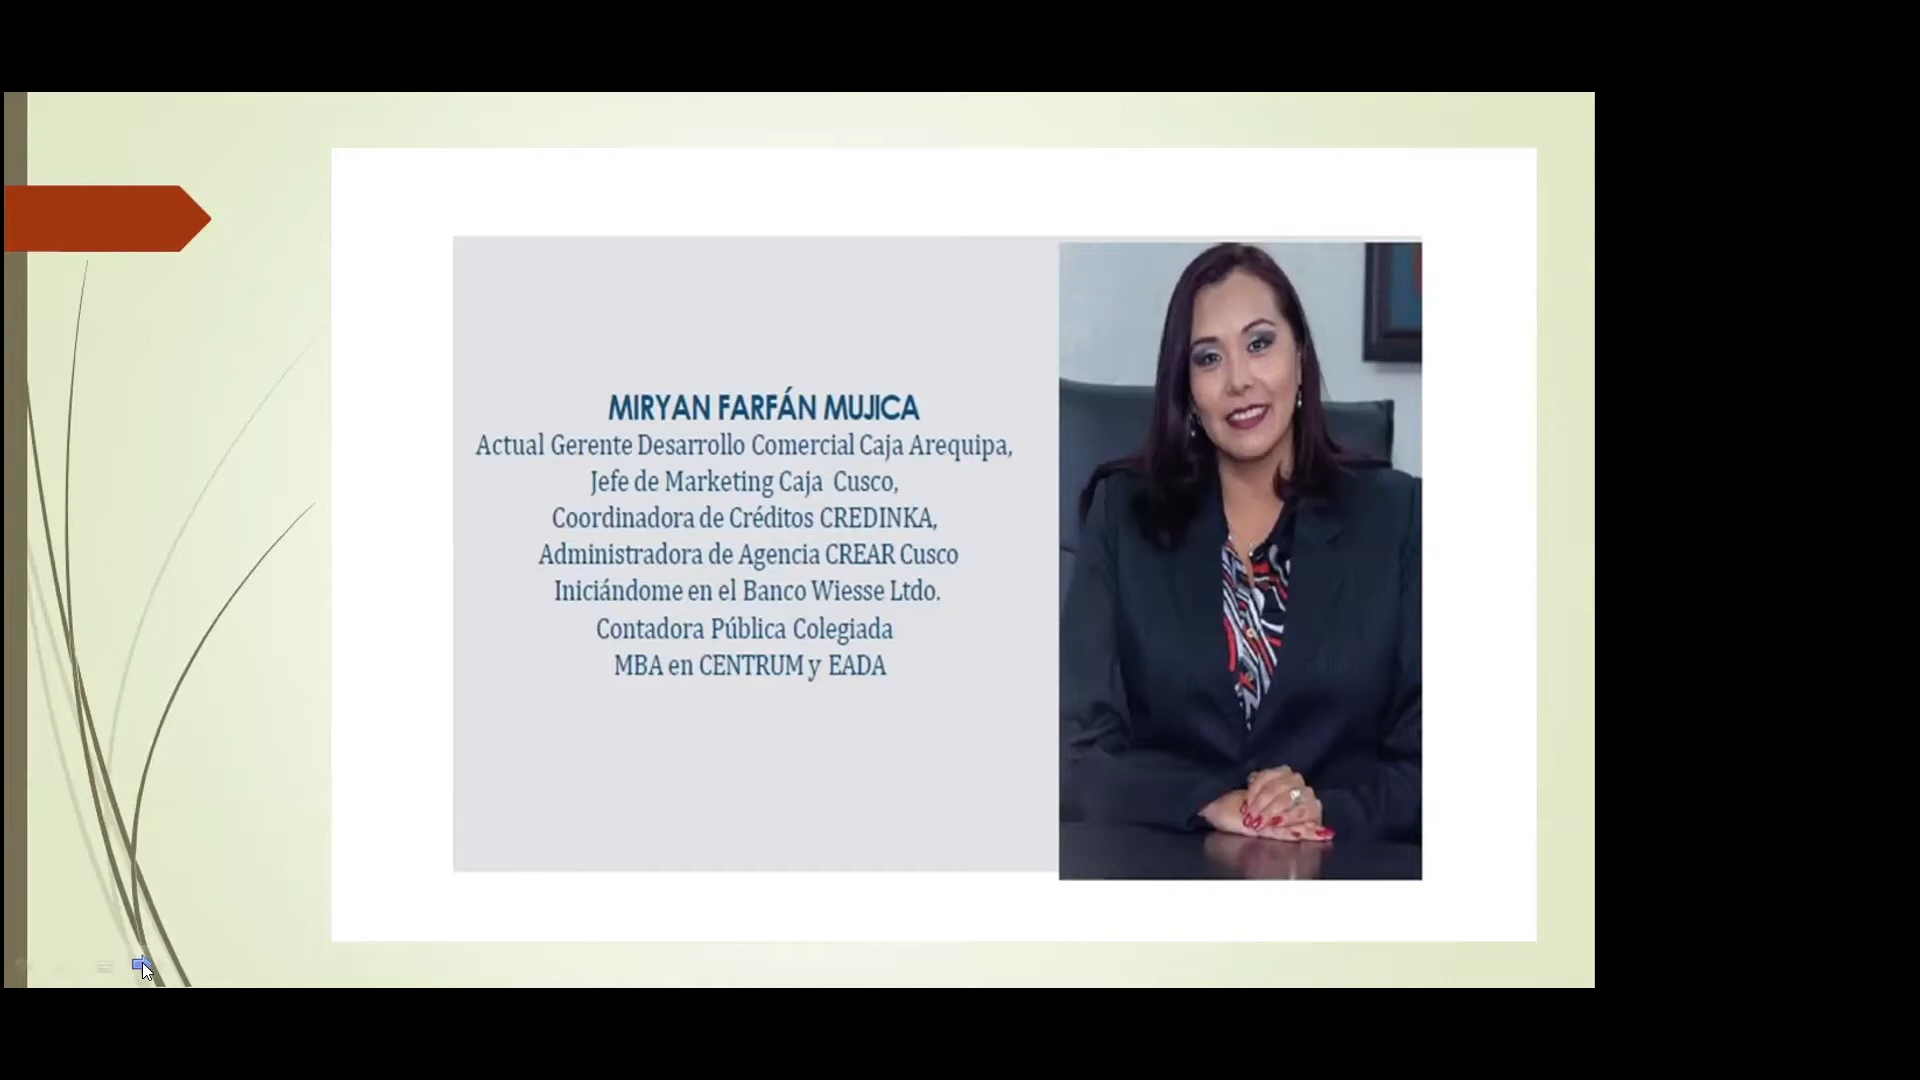 MIRYAN FARFÁN MUJICA
Actual Gerente Desarrollo Comercial Caja Arequipa,
Jefe de Marketing Caja Cusco,
Coordinadora de Créditos CREDINKA,
Administradora de Agencia CREAR Cusco
Iniciándome en el Banco Wiesse Ltdo.
Contadora Pública Colegiada
MBA en CENTRUM y EADA